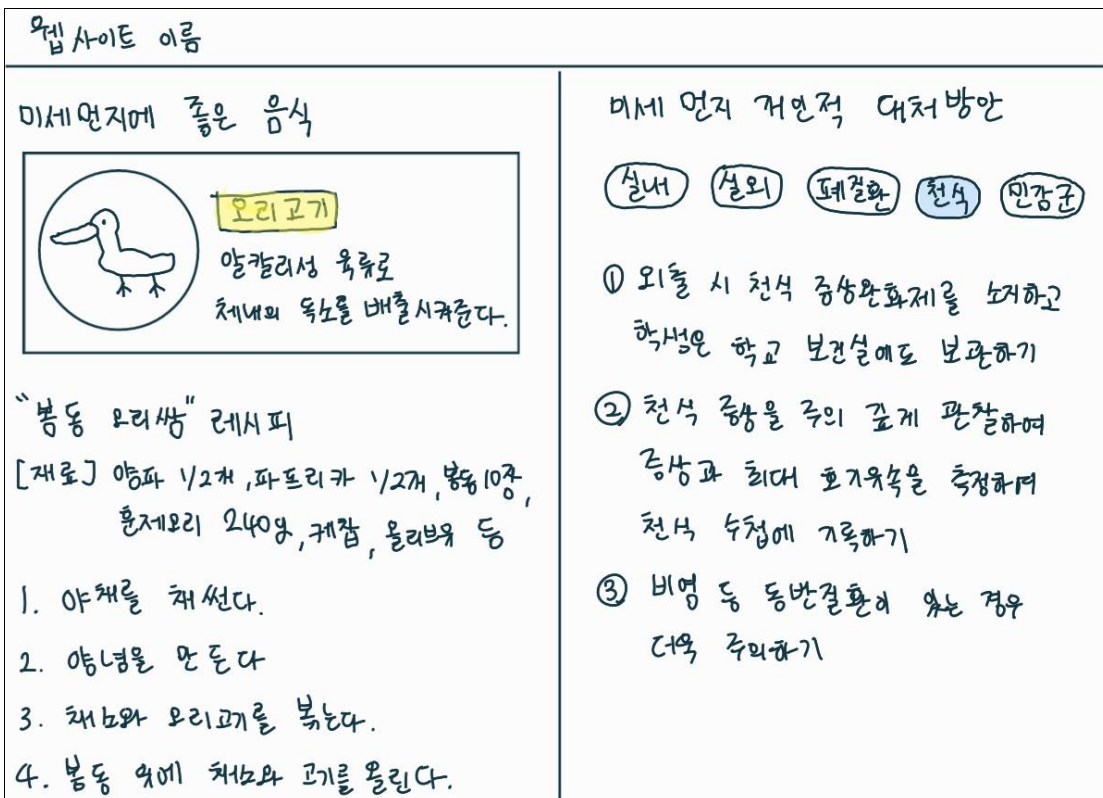 웹사이트 이름
미세먼지에 좋은 음식
오리고기
알칼리성 육류로
체내의 독소를 배출시켜준다.
"봄동 오리쌈" 레시피
[재료] 양파 1/2개, 파프리카 1/2개, 봄동 10장,
훈제오리 240g, 케찹, 올리브유 등
1. 야채를 채썬다.
2. 양념을 만든다
3. 채소와 오리고기를 볶는다.
4. 봄동 위에 채소와 고기를 올린다.
미세먼지 개인적 대처방안
실내 실외 폐질환 천식 민감군
① 외출 시 천식 증상완화제를 소지하고
학생은 학교 보건실에도 보관하기
② 천식 증상을 주의 깊게 관찰하여
증상과 최대 호기유속을 측정하여
천식 수첩에 기록하기
③ 비염 등 동반질환이 있는 경우
더욱 주의하기